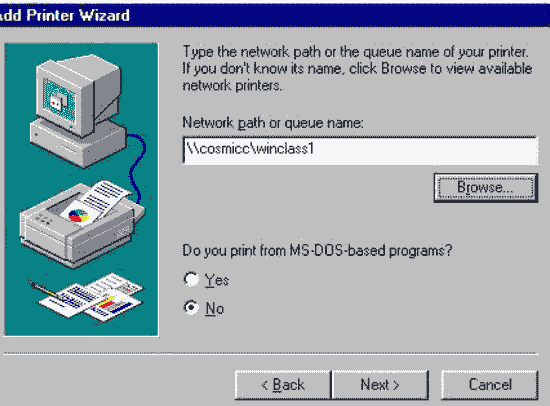 Add Printer Wizard
Type the network path or the queue name of your printer.
If you don't know its name, click Browse to view available
network printers.
Network path or queue name:
\\cosmicc\winclass1
Browse...
Do you print from MS-DOS-based programs?
Yes
No
< Back
Next >
Cancel